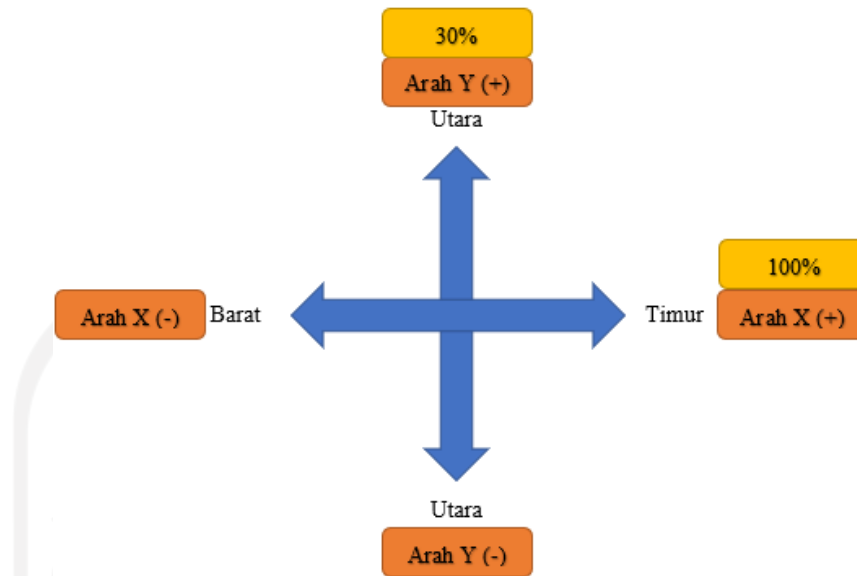 30%
Arah Y (+)
Utara
100%
Arah X (-) Barat
Timur Arah X (+)
Utara
Arah Y (-)